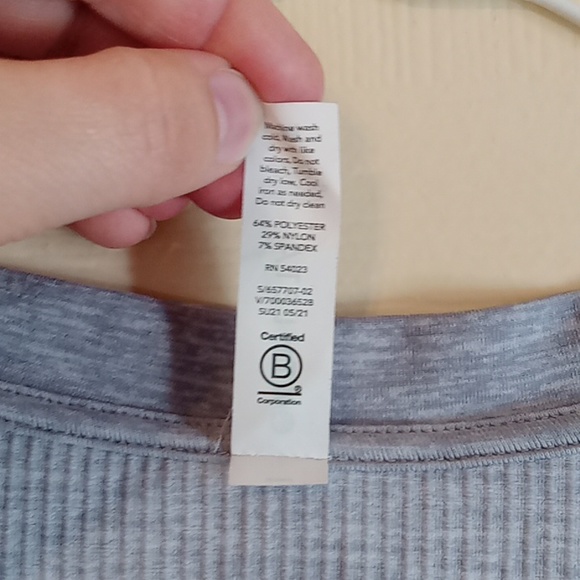 Machine wash
cold. Wash and
dry with like
colors. Do not
bleach, Tumble
dry low, Cool
iron as needed,
Do not dry clean
64% POLYESTER
29% NYLON
7% SPANDEX
RN 54023
S/657707-02
V/700036528
SU21 05/21
Certified
B
®
Corporation